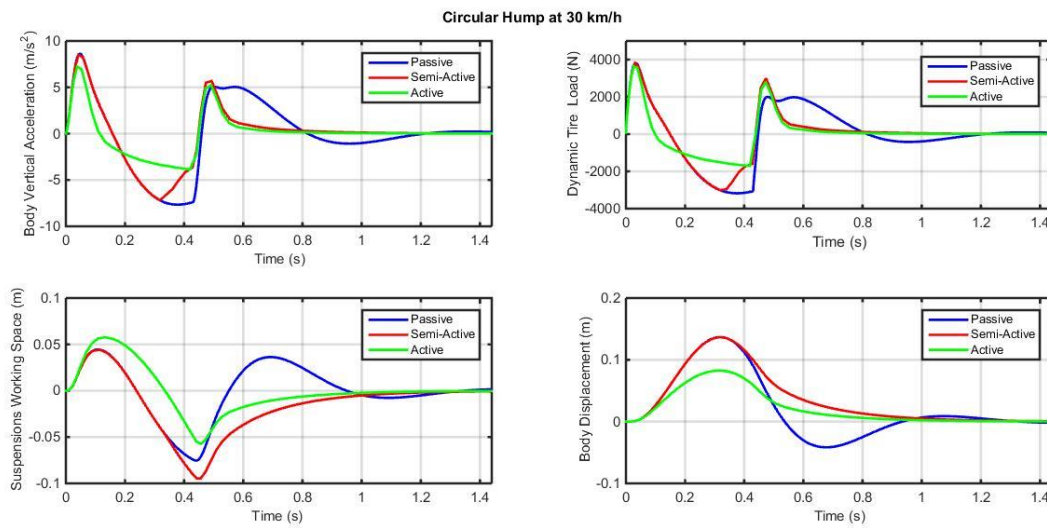 Circular Hump at 30 km/h
Body Vertical Acceleration (m/s²)
10
5
0
-5
-10
0 0.2 0.4 0.6 0.8 1 1.2 1.4
Time (s)
Passive
Semi-Active
Active
Dynamic Tire Load (N)
4000
2000
0
-2000
-4000
0 0.2 0.4 0.6 0.8 1 1.2 1.4
Time (s)
Passive
Semi-Active
Active
Suspensions Working Space (m)
0.1
0.05
0
-0.05
-0.1
0 0.2 0.4 0.6 0.8 1 1.2 1.4
Time (s)
Passive
Semi-Active
Active
Body Displacement (m)
0.2
0.1
0
-0.1
0 0.2 0.4 0.6 0.8 1 1.2 1.4
Time (s)
Passive
Semi-Active
Active